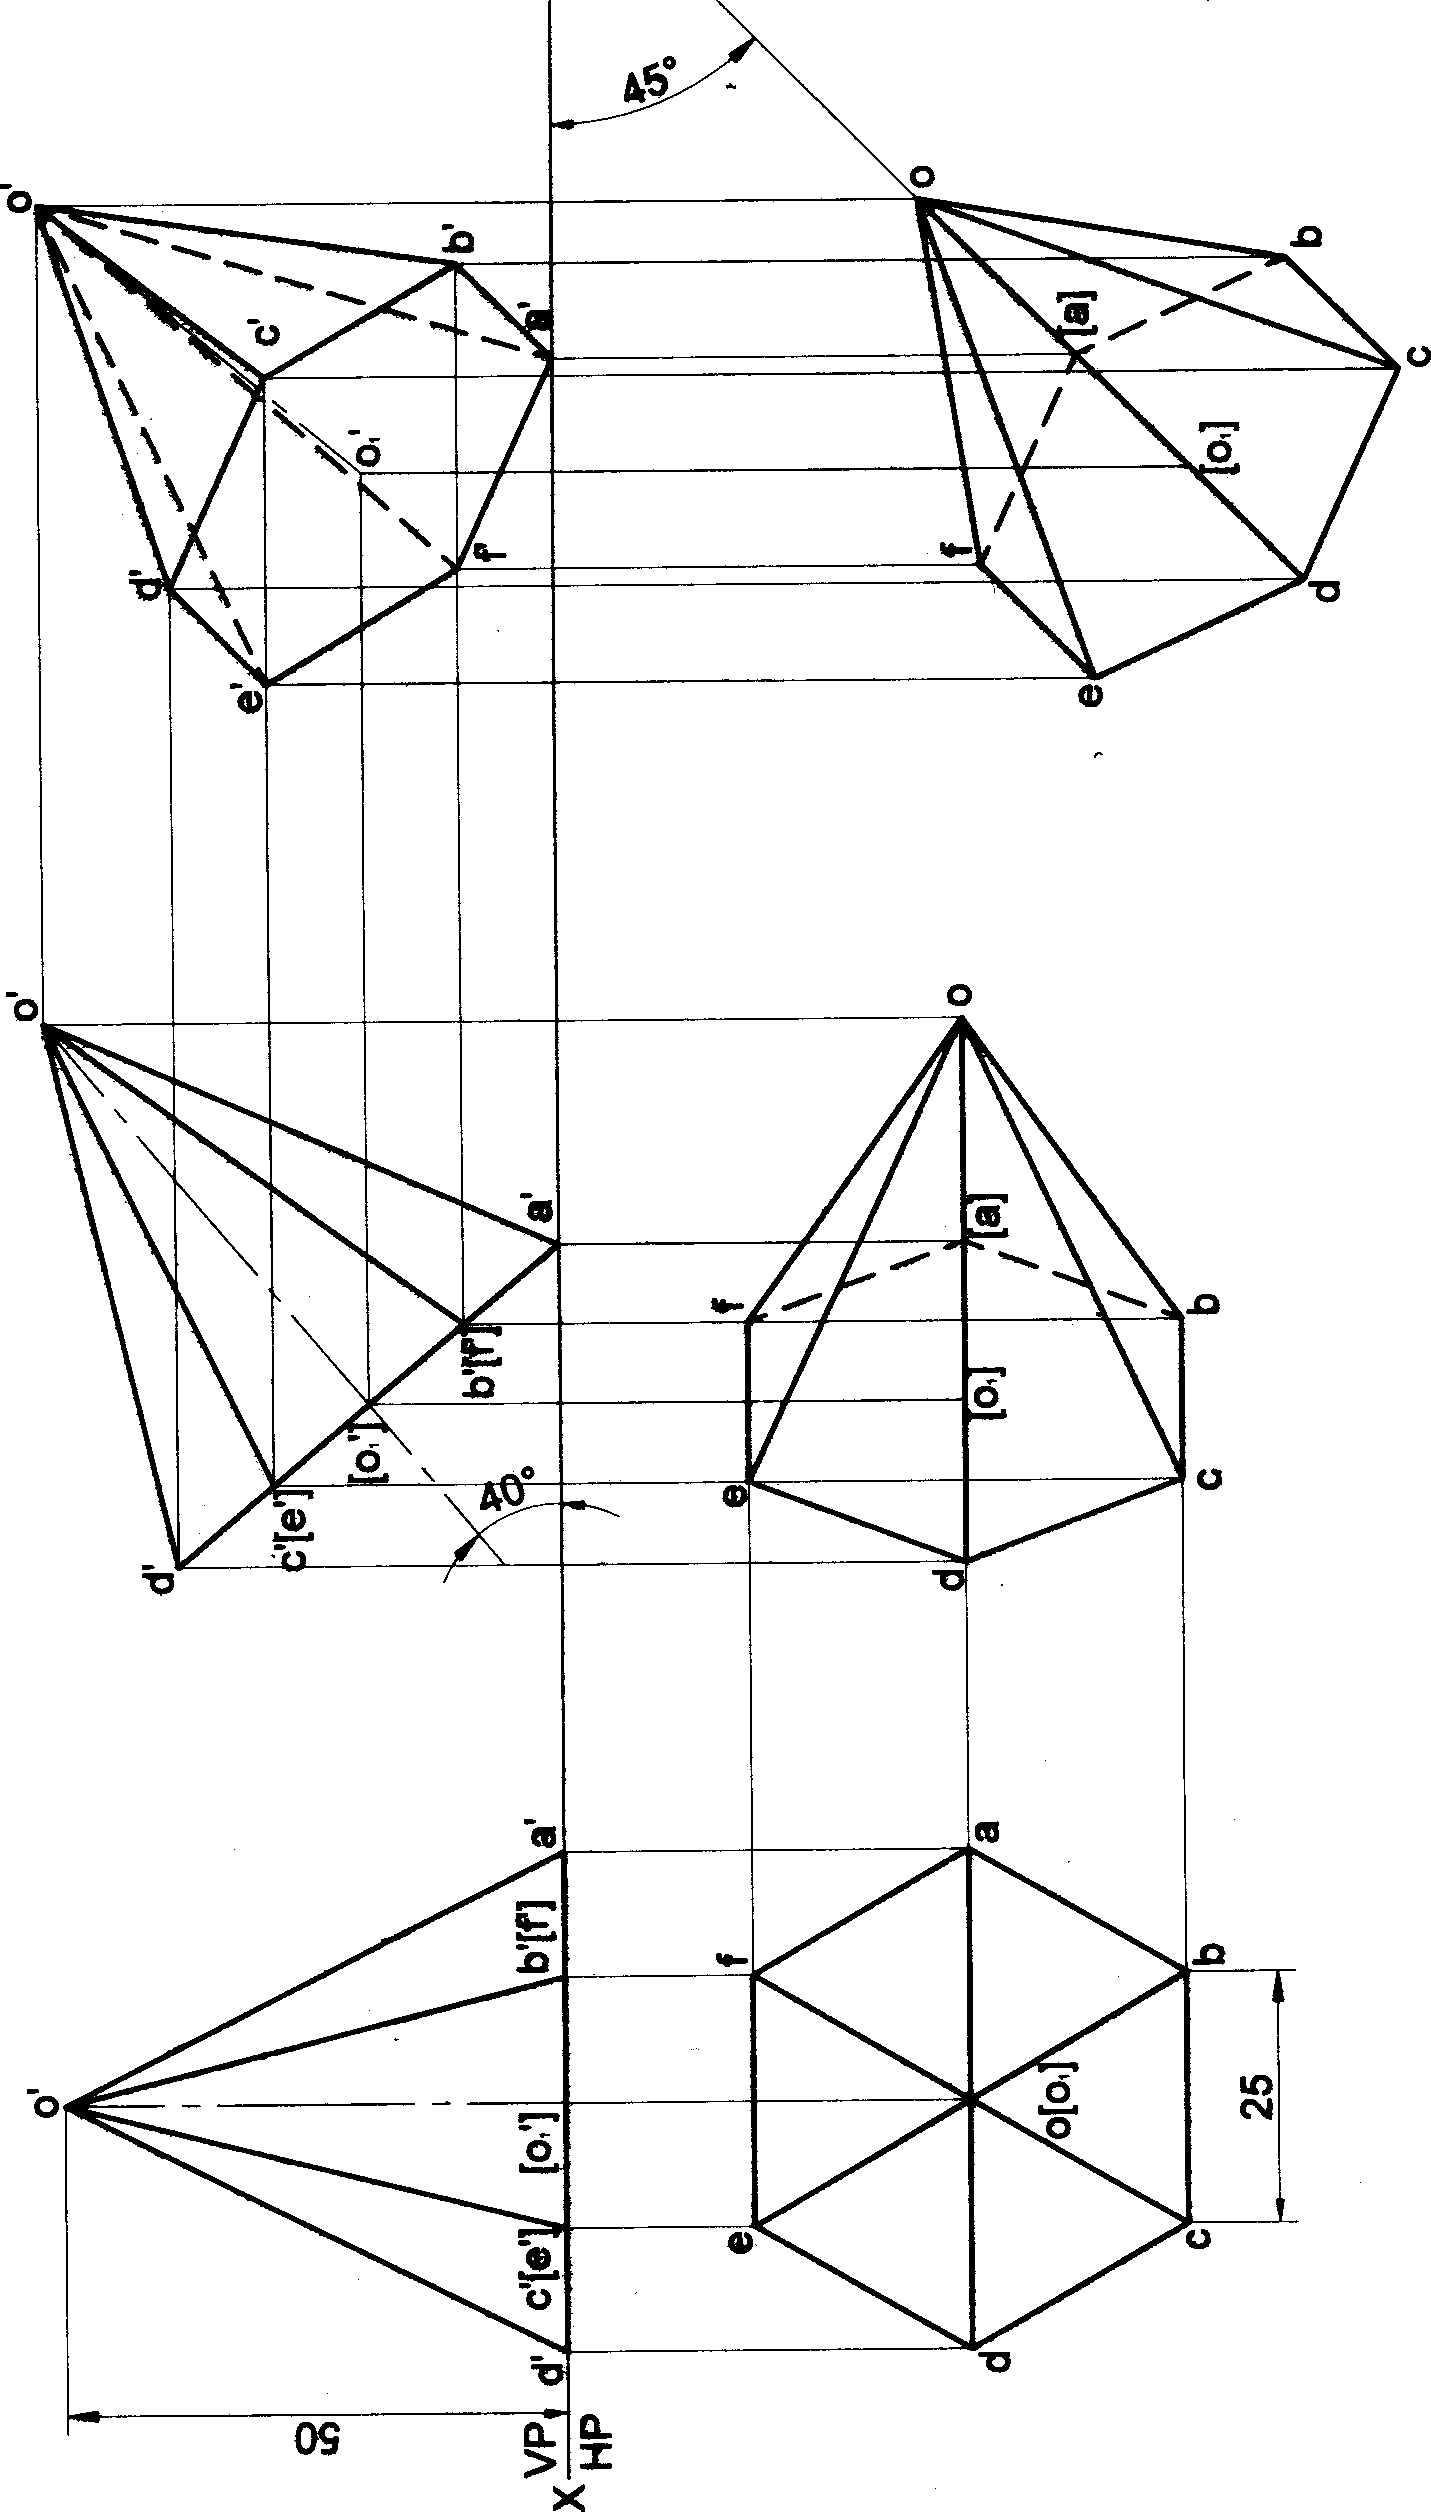 o'
50
d'
c'[e']
[o₁']
b'[f']
a'
X
VP
HP
e
f
d
a
o[o₁]
c
b
25
o'
d'
c'[e']
[o₁']
b'[f']
a'
40°
f
e
d
[o₁]
[a]
o
c
b
o'
d'
e'
c'
b'
o₁'
f'
a'
45°
o
f
[a]
e
[o₁]
b
d
c